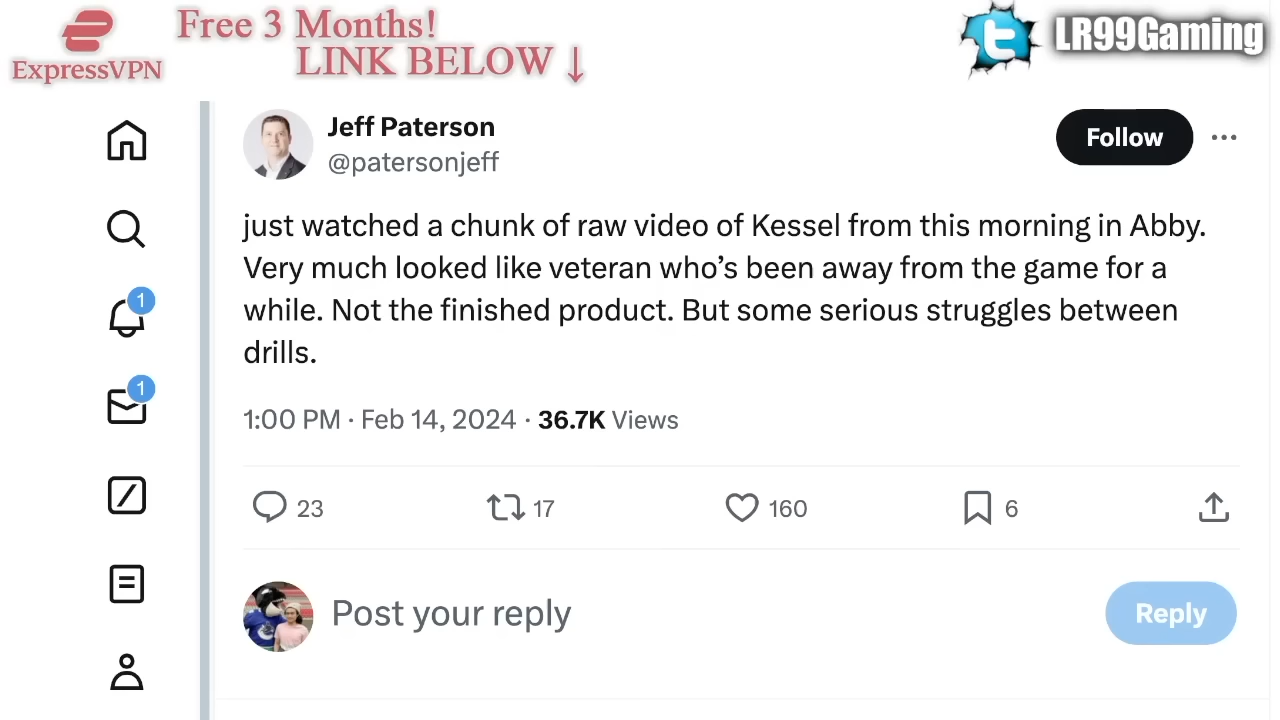 Free 3 Months!
LINK BELOW ↓
ExpressVPN
LR99Gaming
Jeff Paterson
@patersonjeff
Follow
just watched a chunk of raw video of Kessel from this morning in Abby.
Very much looked like veteran who’s been away from the game for a
while. Not the finished product. But some serious struggles between
drills.
1:00 PM · Feb 14, 2024 · 36.7K Views
23 17 160 6
1
1
Post your reply
Reply